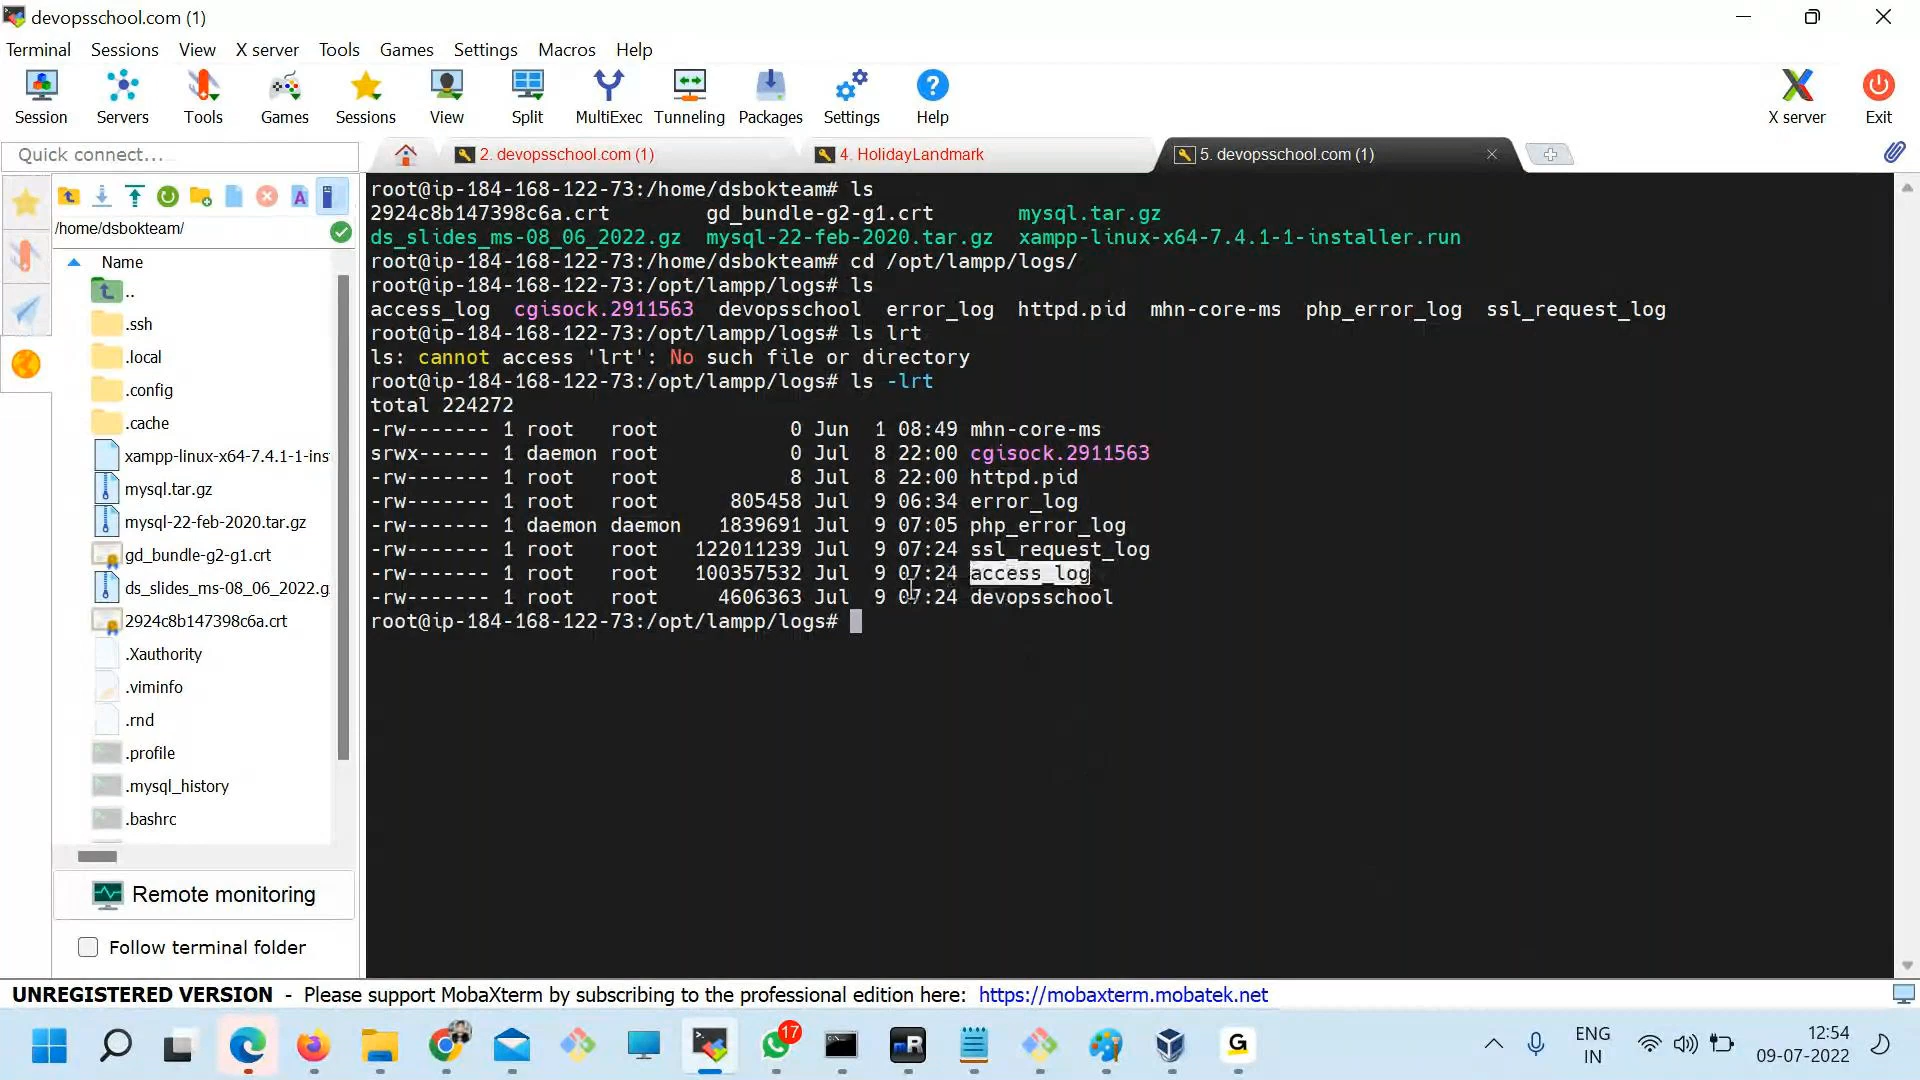 devopsschool.com (1)
Terminal Sessions View X server Tools Games Settings Macros Help
Session Servers Tools Games Sessions View Split MultiExec Tunneling Packages Settings Help X server Exit
Quick connect...
2. devopsschool.com (1) 4. HolidayLandmark 5. devopsschool.com (1)
/home/dsbokteam/
Name
..
.ssh
.local
.config
.cache
xampp-linux-x64-7.4.1-1-ins
mysql.tar.gz
mysql-22-feb-2020.tar.gz
gd_bundle-g2-g1.crt
ds_slides_ms-08_06_2022.g
2924c8b147398c6a.crt
.Xauthority
.viminfo
.rnd
.profile
.mysql_history
.bashrc
Remote monitoring
Follow terminal folder
root@ip-184-168-122-73:/home/dsbokteam# ls
2924c8b147398c6a.crt gd_bundle-g2-g1.crt mysql.tar.gz
ds_slides_ms-08_06_2022.gz mysql-22-feb-2020.tar.gz xampp-linux-x64-7.4.1-1-installer.run
root@ip-184-168-122-73:/home/dsbokteam# cd /opt/lampp/logs/
root@ip-184-168-122-73:/opt/lampp/logs# ls
access_log cgisock.2911563 devopsschool error_log httpd.pid mhn-core-ms php_error_log ssl_request_log
root@ip-184-168-122-73:/opt/lampp/logs# ls lrt
ls: cannot access 'lrt': No such file or directory
root@ip-184-168-122-73:/opt/lampp/logs# ls -lrt
total 224272
-rw------- 1 root root 0 Jun 1 08:49 mhn-core-ms
srwx------ 1 daemon root 0 Jul 8 22:00 cgisock.2911563
-rw------- 1 root root 8 Jul 8 22:00 httpd.pid
-rw------- 1 root root 805458 Jul 9 06:34 error_log
-rw------- 1 daemon daemon 1839691 Jul 9 07:05 php_error_log
-rw------- 1 root root 122011239 Jul 9 07:24 ssl_request_log
-rw------- 1 root root 100357532 Jul 9 07:24 access_log
-rw------- 1 root root 4606363 Jul 9 07:24 devopsschool
root@ip-184-168-122-73:/opt/lampp/logs#
UNREGISTERED VERSION - Please support MobaXterm by subscribing to the professional edition here: https://mobaxterm.mobatek.net
17
ENG
IN
12:54
09-07-2022